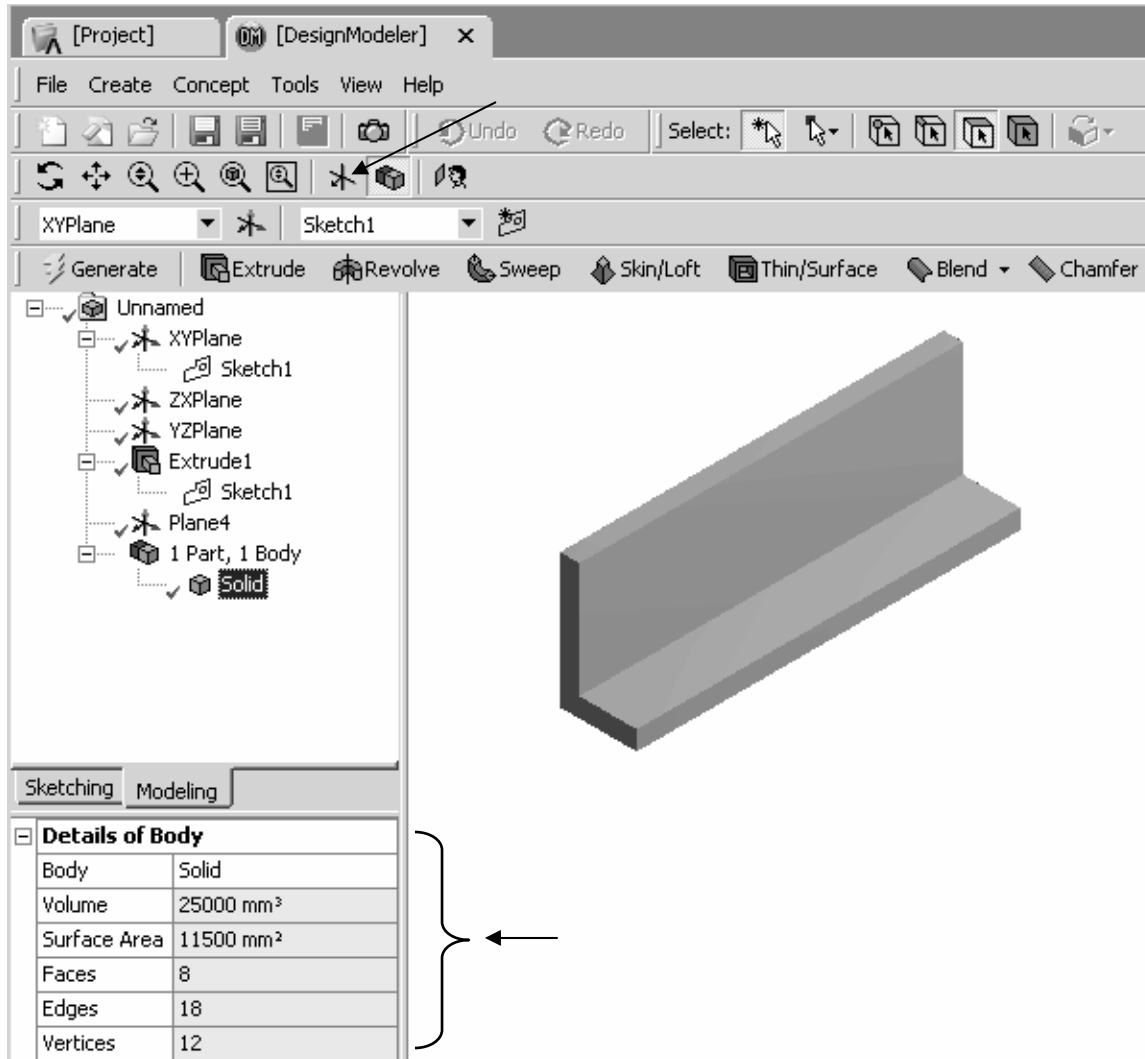 [Project] [DesignModeler] ×
File Create Concept Tools View Help
Undo Redo Select:
XYPlane Sketch1
Generate Extrude Revolve Sweep Skin/Loft Thin/Surface Blend Chamfer
Unnamed
XYPlane
Sketch1
ZXPlane
YZPlane
Extrude1
Sketch1
Plane4
1 Part, 1 Body
Solid
Sketching Modeling
Details of Body
Body Solid
Volume 25000 mm³
Surface Area 11500 mm²
Faces 8
Edges 18
Vertices 12